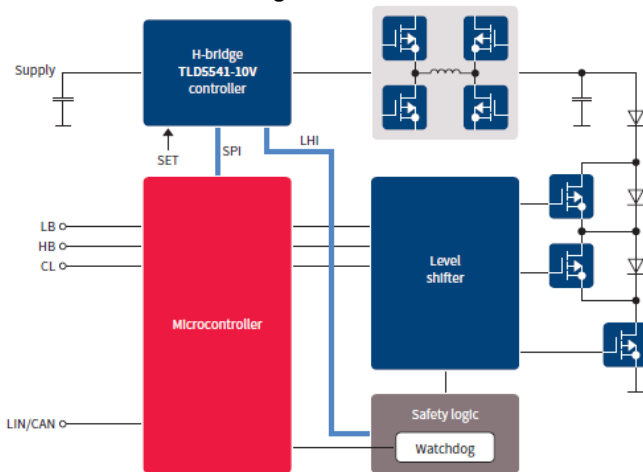 H-bridge
TLD5541-10V
controller
Supply
SET
SPI
LHI
LB
HB
CL
Level
shifter
Microcontroller
LIN/CAN
Safety logic
Watchdog